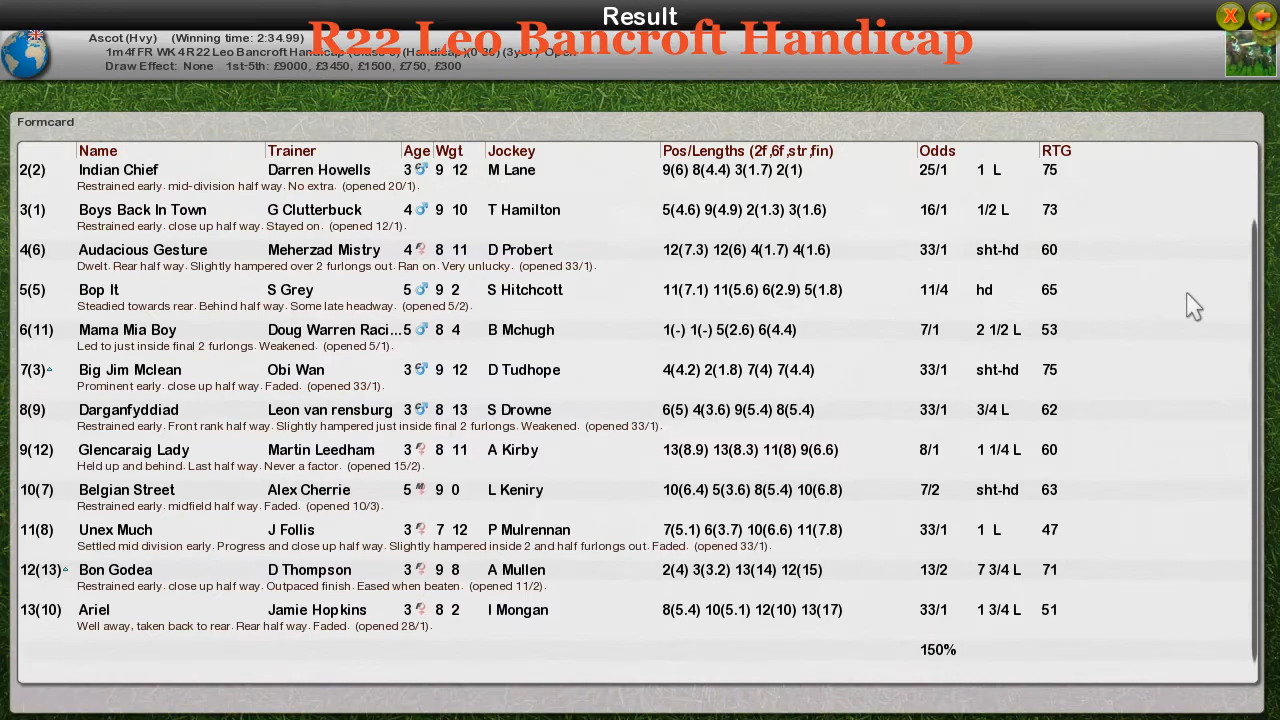 Result
R22 Leo Bancroft Handicap
Ascot (Hvy) (Winning time: 2:34.99)
1m4f FR WK 4 R22 Leo Bancroft Handicap (Handicap) (3yo+) Open
Draw Effect: None 1st-5th: £9000, £3450, £1500, £750, £300
Formcard
Name Trainer Age Wgt Jockey Pos/Lengths (2f,6f,str,fin) Odds RTG
2(2) Indian Chief Darren Howells 3 9 12 M Lane 9(6) 8(4.4) 3(1.7) 2(1) 25/1 1 L 75
Restrained early. mid-division half way. No extra. (opened 20/1).
3(1) Boys Back In Town G Clutterbuck 4 9 10 T Hamilton 5(4.6) 9(4.9) 2(1.3) 3(1.6) 16/1 1/2 L 73
Restrained early. close up half way. Stayed on. (opened 12/1).
4(6) Audacious Gesture Meherzad Mistry 4 8 11 D Probert 12(7.3) 12(6) 4(1.7) 4(1.6) 33/1 sht-hd 60
Dwelt. Rear half way. Slightly hampered over 2 furlongs out. Ran on. Very unlucky. (opened 33/1).
5(5) Bop It S Grey 5 9 2 S Hitchcott 11(7.1) 11(5.6) 6(2.9) 5(1.8) 11/4 hd 65
Steadied towards rear. Behind half way. Some late headway. (opened 5/2).
6(11) Mama Mia Boy Doug Warren Raci... 5 8 4 B Mchugh 1(-) 1(-) 5(2.6) 6(4.4) 7/1 2 1/2 L 53
Led to just inside final 2 furlongs. Weakened. (opened 5/1).
7(3) Big Jim Mclean Obi Wan 3 9 12 D Tudhope 4(4.2) 2(1.8) 7(4) 7(4.4) 33/1 sht-hd 75
Prominent early. close up half way. Faded. (opened 33/1).
8(9) Darganfyddiad Leon van rensburg 3 8 13 S Drowne 6(5) 4(3.6) 9(5.4) 8(5.4) 33/1 3/4 L 62
Restrained early. Front rank half way. Slightly hampered just inside final 2 furlongs. Weakened. (opened 33/1).
9(12) Glencaraig Lady Martin Leedham 3 8 11 A Kirby 13(8.9) 13(8.3) 11(8) 9(6.6) 8/1 1 1/4 L 60
Held up and behind. Last half way. Never a factor. (opened 15/2).
10(7) Belgian Street Alex Cherrie 5 9 0 L Keniry 10(6.4) 5(3.6) 8(5.4) 10(6.8) 7/2 sht-hd 63
Restrained early. midfield half way. Faded. (opened 10/3).
11(8) Unex Much J Follis 3 7 12 P Mulrennan 7(5.1) 6(3.7) 10(6.6) 11(7.8) 33/1 1 L 47
Settled mid division early. Progress and close up half way. Slightly hampered inside 2 and half furlongs out. Faded. (opened 33/1).
12(13) Bon Godea D Thompson 3 9 8 A Mullen 2(4) 3(3.2) 13(14) 12(15) 13/2 7 3/4 L 71
Restrained early. close up half way. Outpaced finish. Eased when beaten. (opened 11/2).
13(10) Ariel Jamie Hopkins 3 8 2 I Mongan 8(5.4) 10(5.1) 12(10) 13(17) 33/1 1 3/4 L 51
Well away, taken back to rear. Rear half way. Faded. (opened 28/1).
150%